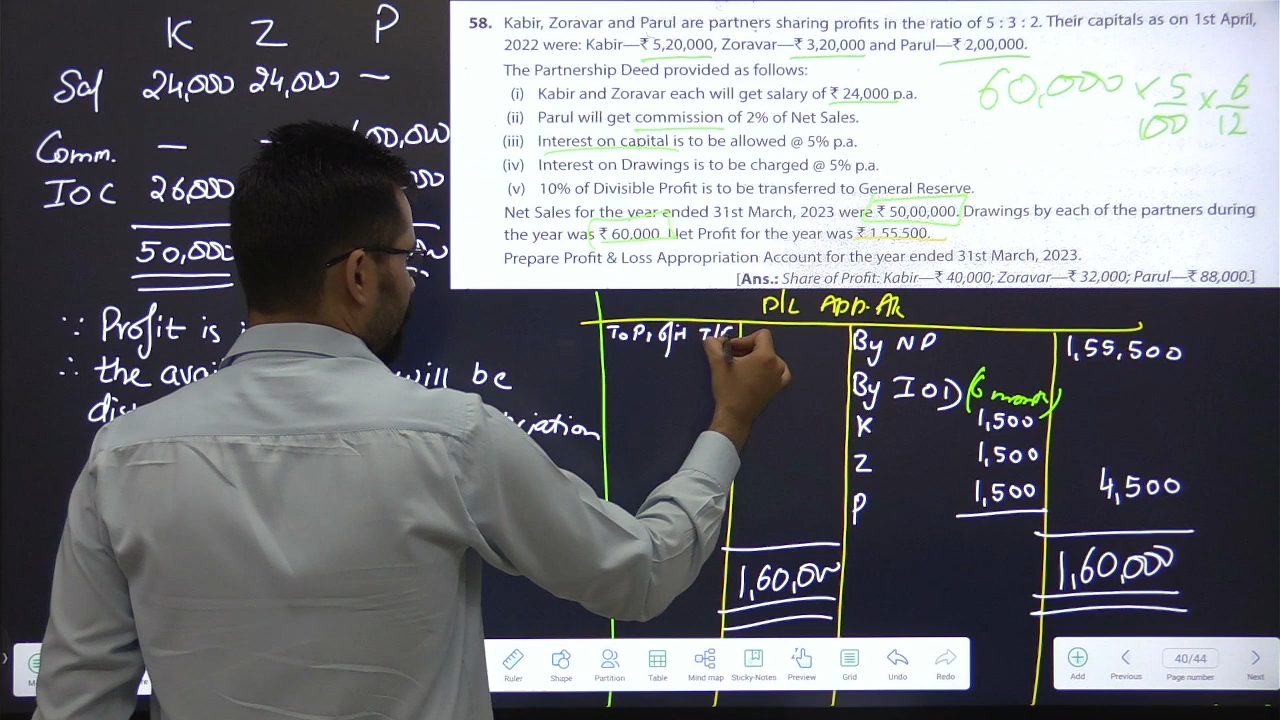 K Z P
Sal 24,000 24,000 —
Comm. — 00,000
IOC 26,000
50,000
∵ Profit is
∴ the avai will be
dis ciation
58. Kabir, Zoravar and Parul are partners sharing profits in the ratio of 5 : 3 : 2. Their capitals as on 1st April,
2022 were: Kabir—₹ 5,20,000, Zoravar—₹ 3,20,000 and Parul—₹ 2,00,000.
The Partnership Deed provided as follows:
(i) Kabir and Zoravar each will get salary of ₹ 24,000 p.a.
(ii) Parul will get commission of 2% of Net Sales.
(iii) Interest on capital is to be allowed @ 5% p.a.
(iv) Interest on Drawings is to be charged @ 5% p.a.
(v) 10% of Divisible Profit is to be transferred to General Reserve.
Net Sales for the year ended 31st March, 2023 were ₹ 50,00,000. Drawings by each of the partners during
the year was ₹ 60,000. Net Profit for the year was ₹ 1,55,500.
Prepare Profit & Loss Appropriation Account for the year ended 31st March, 2023.
[Ans.: Share of Profit: Kabir—₹ 40,000; Zoravar—₹ 32,000; Parul—₹ 88,000.]
60,000 × 5/100 × 6/12
P/L App. A/c
To Profit T/f By NP 1,55,500
By IOD (6 month)
K 1,500
Z 1,500
P 1,500 4,500
1,60,000 1,60,000
Ruler Shape Partition Table Mind map Sticky-Notes Preview Grid Undo Redo
40/44
Add Previous Page number Next